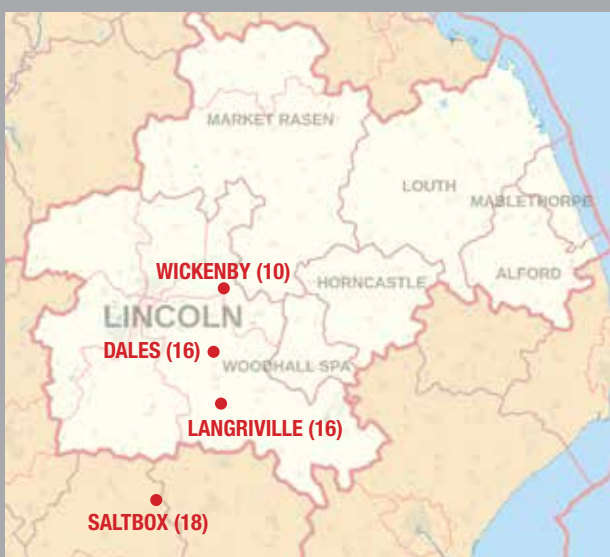 MARKET RASEN
LOUTH
MABLETHORPE
ALFORD
WICKENBY (10)
HORNCASTLE
LINCOLN
DALES (16)
WOODHALL SPA
LANGRIVILLE (16)
SALTBOX (18)